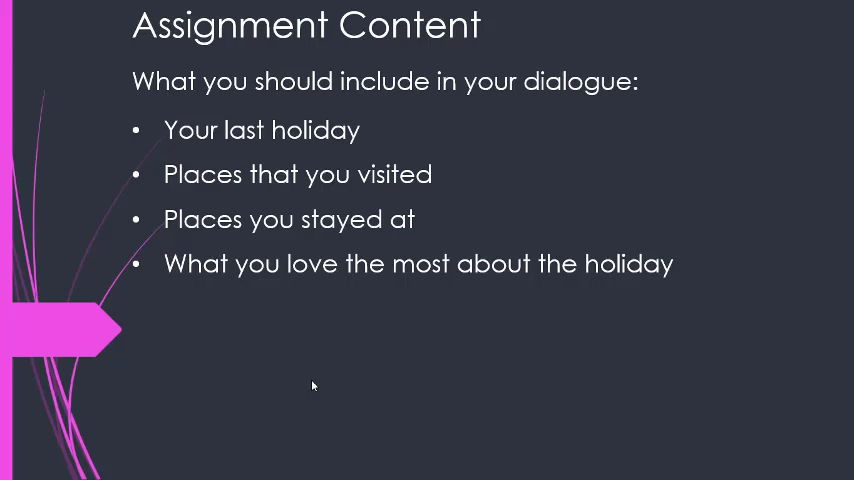 Assignment Content
What you should include in your dialogue:
• Your last holiday
• Places that you visited
• Places you stayed at
• What you love the most about the holiday